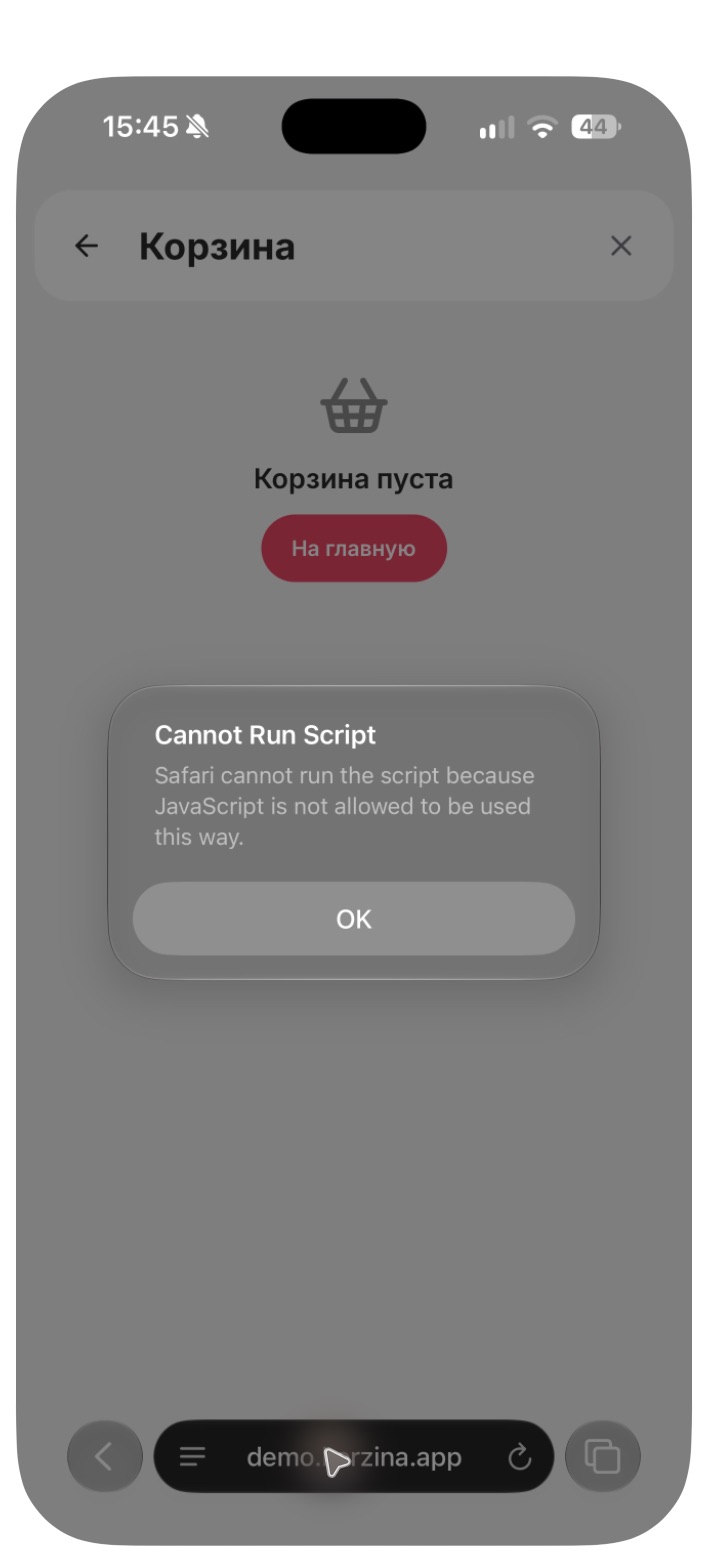 15:45
44
Корзина
Корзина пуста
На главную
Cannot Run Script
Safari cannot run the script because
JavaScript is not allowed to be used
this way.
OK